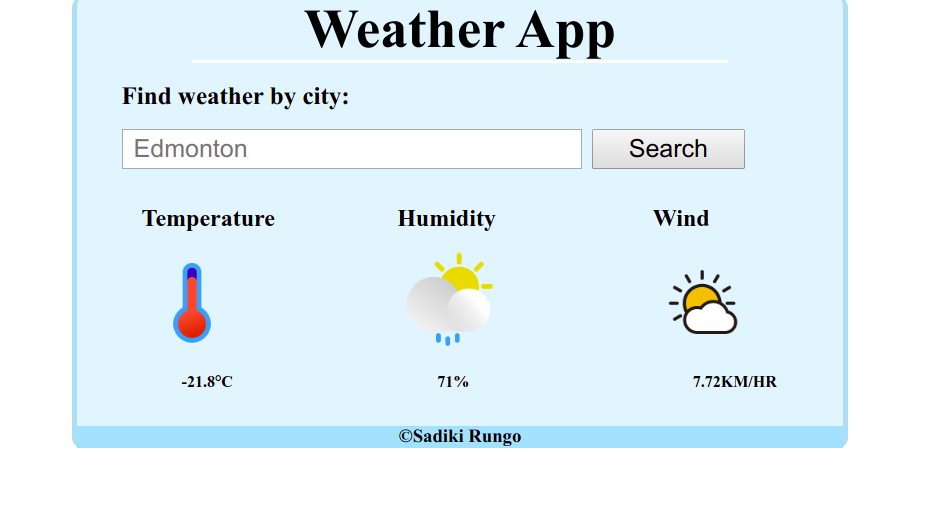 Weather App
Find weather by city:
Edmonton Search
Temperature Humidity Wind
-21.8°C 71% 7.72KM/HR
©Sadiki Rungo